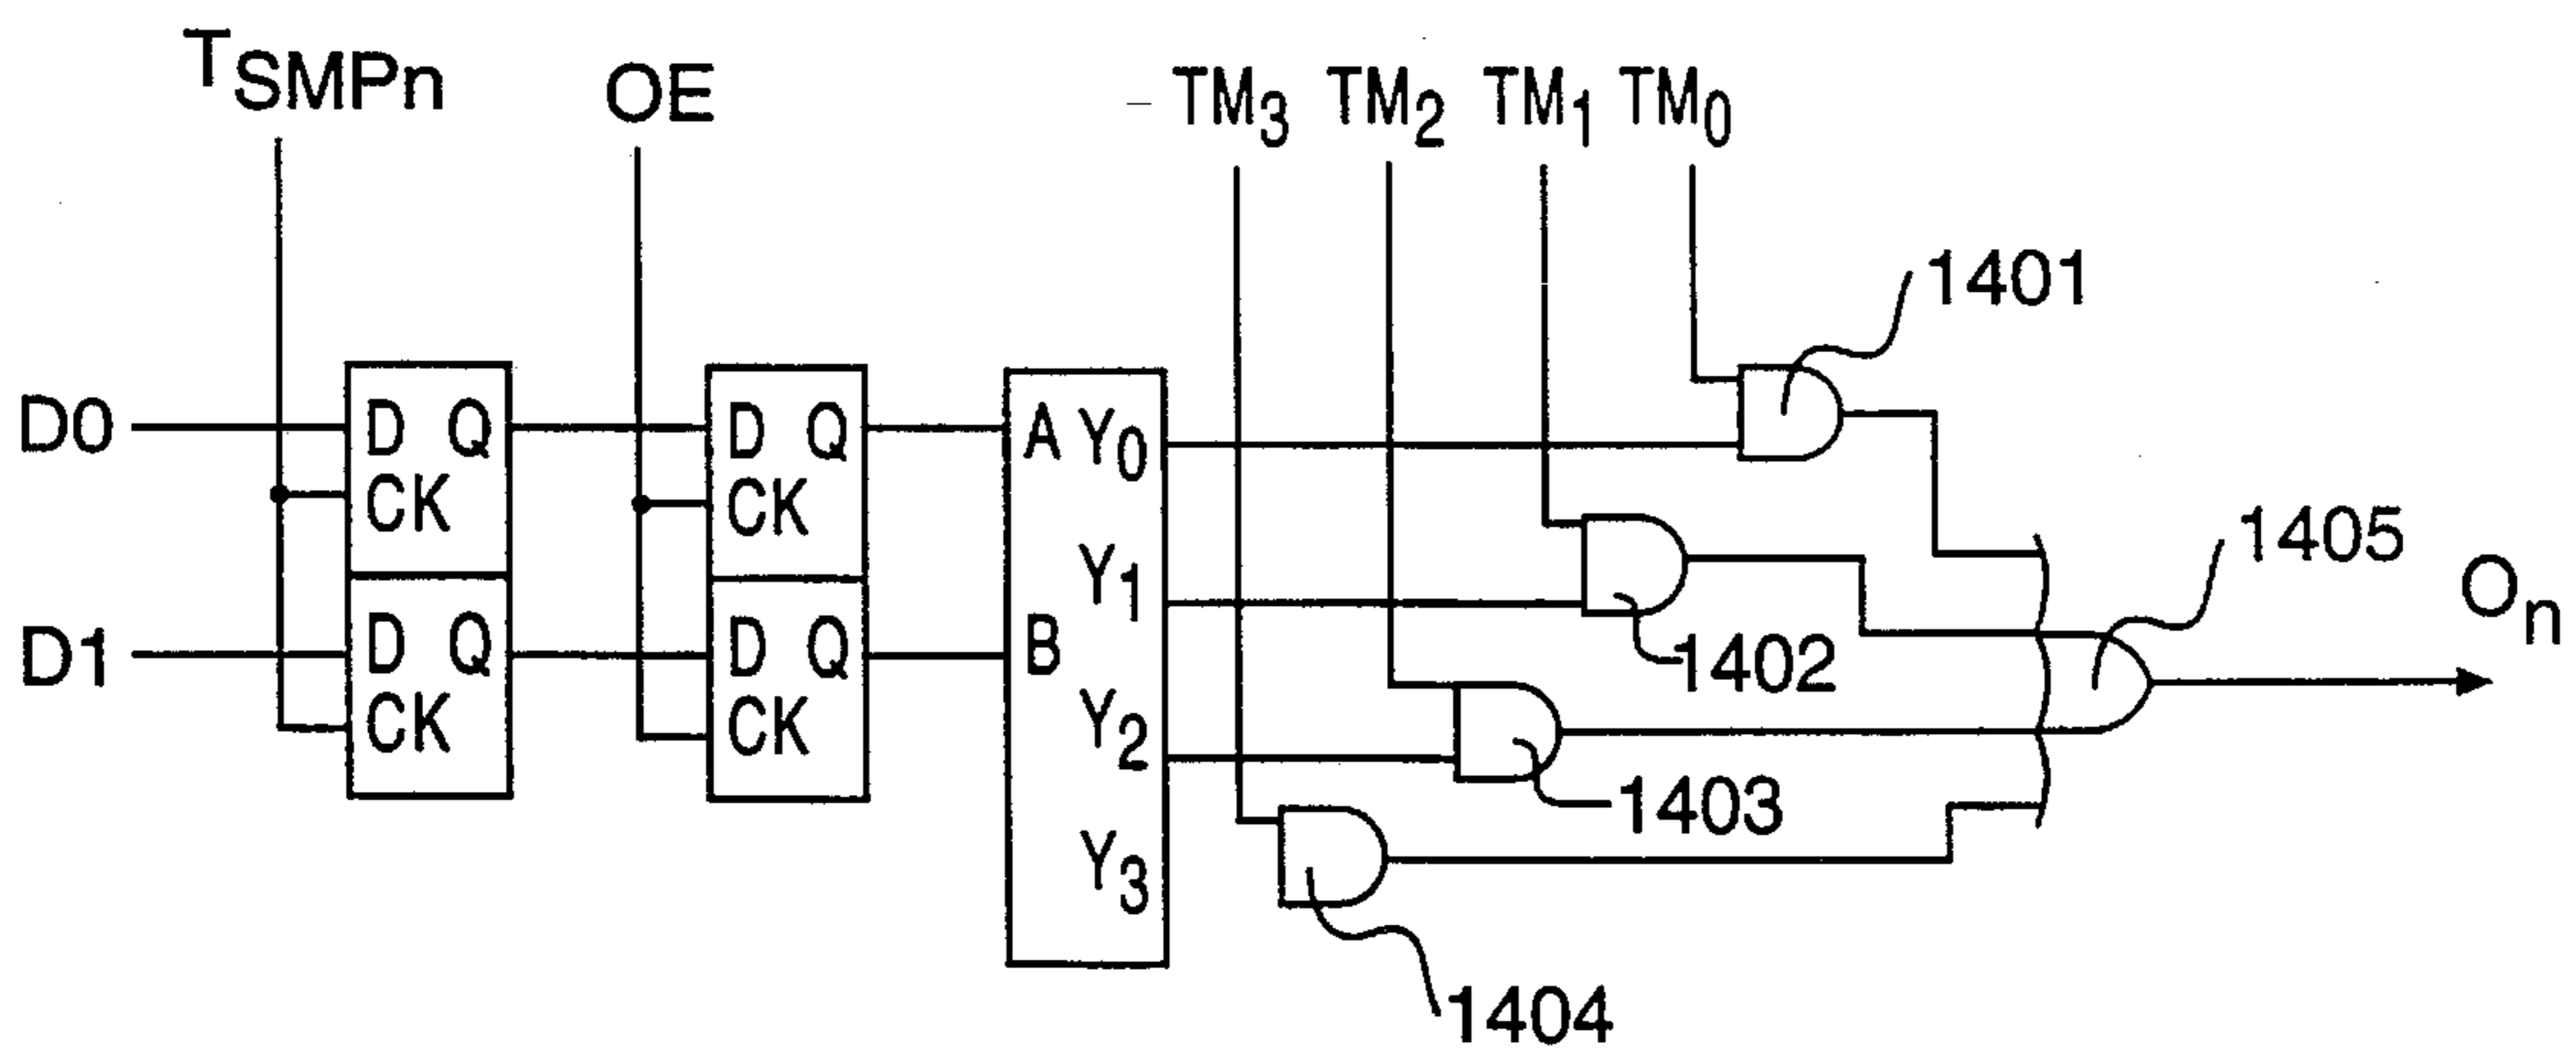 TSMPn OE TM3 TM2 TM1 TM0
1401
D0 D Q D Q A Y0
CK CK
1405
Y1
On
D1 D Q D Q B
1402
CK CK
Y2
1403
Y3
1404